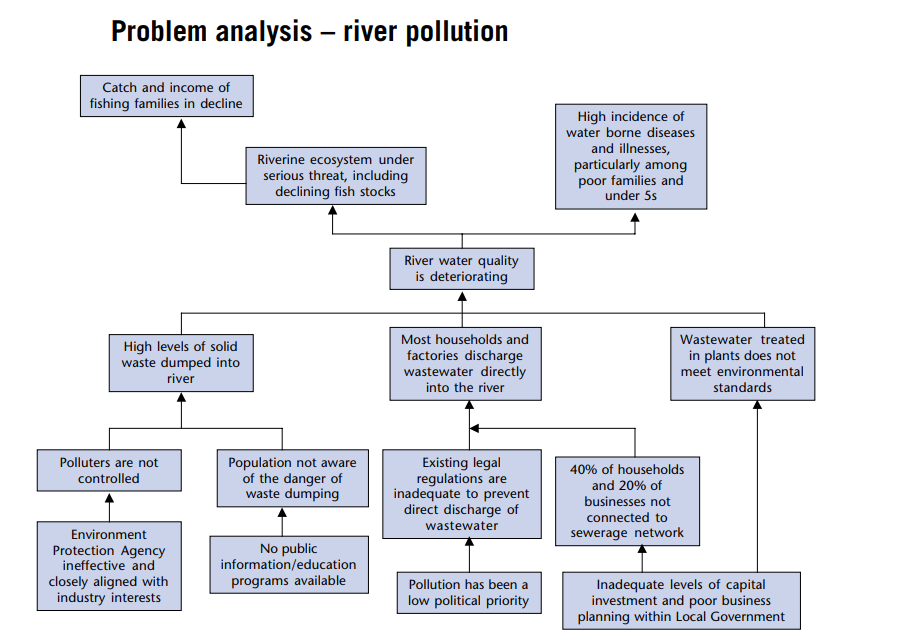 Problem analysis – river pollution
Catch and income of
fishing families in decline
High incidence of
water borne diseases
and illnesses,
particularly among
poor families and
under 5s
Riverine ecosystem under
serious threat, including
declining fish stocks
River water quality
is deteriorating
High levels of solid
waste dumped into
river
Most households and
factories discharge
wastewater directly
into the river
Wastewater treated
in plants does not
meet environmental
standards
Polluters are not
controlled
Population not aware
of the danger of
waste dumping
Existing legal
regulations are
inadequate to prevent
direct discharge of
wastewater
40% of households
and 20% of
businesses not
connected to
sewerage network
Environment
Protection Agency
ineffective and
closely aligned with
industry interests
No public
information/education
programs available
Pollution has been a
low political priority
Inadequate levels of capital
investment and poor business
planning within Local Government